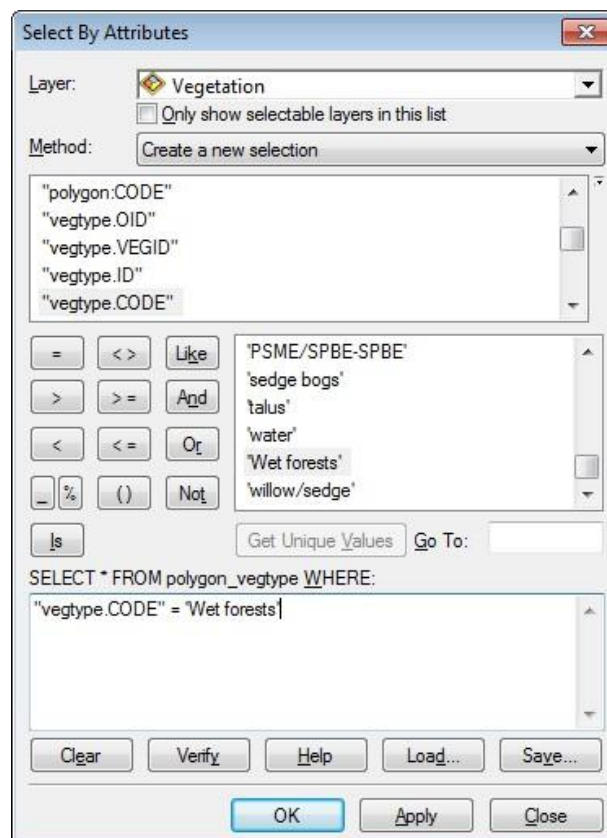 Select By Attributes
Layer: Vegetation
Only show selectable layers in this list
Method: Create a new selection
"polygon:CODE"
"vegtype.OID"
"vegtype.VEGID"
"vegtype.ID"
"vegtype.CODE"
= < > Like
> > = And
< < = Or
_ % ( ) Not
Is
'PSME/SPBE-SPBE'
'sedge bogs'
'talus'
'water'
'Wet forests'
'willow/sedge'
Get Unique Values Go To:
SELECT * FROM polygon_vegtype WHERE:
"vegtype.CODE" = 'Wet forests'
Clear Verify Help Load... Save...
OK Apply Close